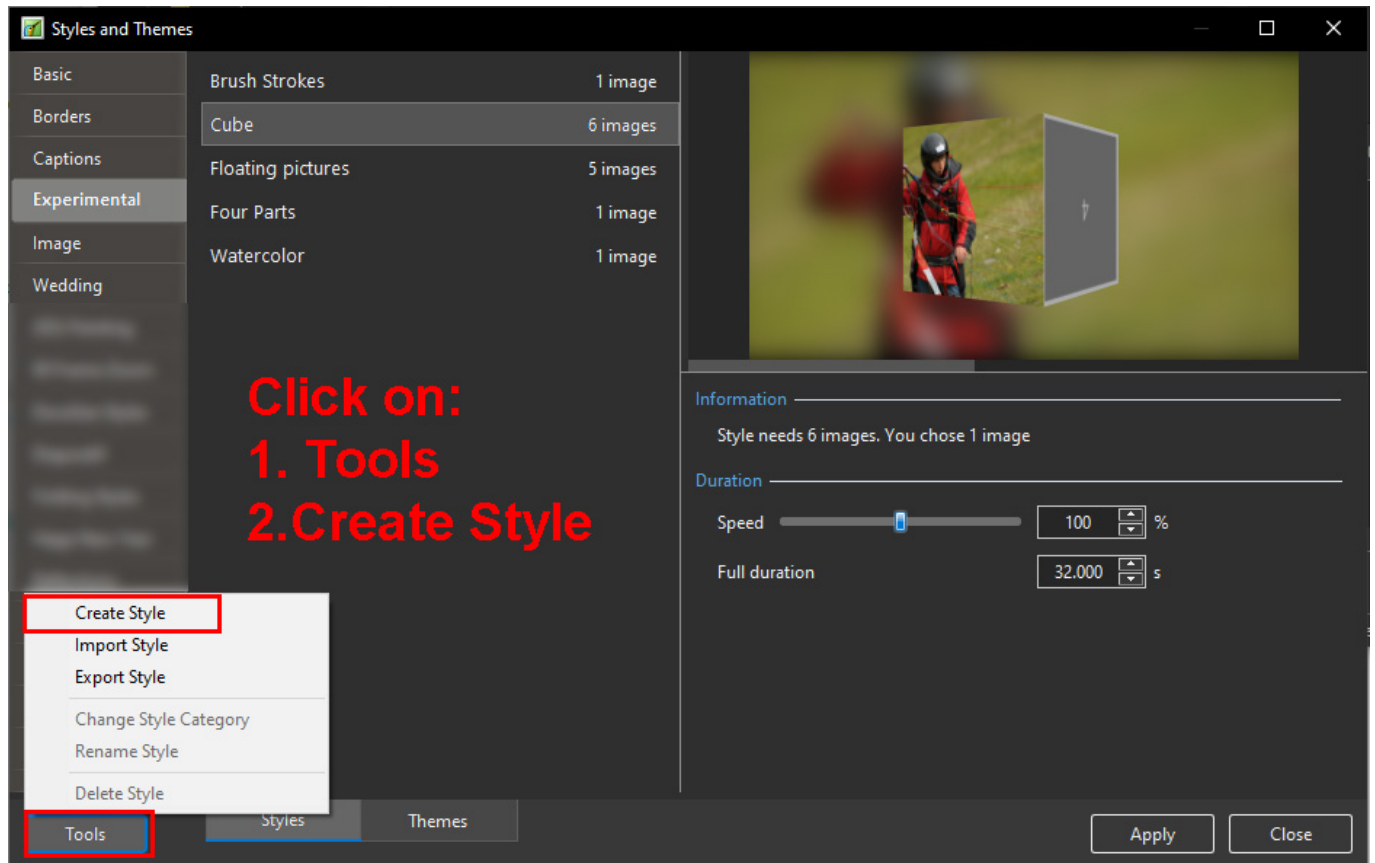 Styles and Themes
Basic
Borders
Captions
Experimental
Image
Wedding
Brush Strokes 1 image
Cube 6 images
Floating pictures 5 images
Four Parts 1 image
Watercolor 1 image
4
Click on:
1. Tools
2.Create Style
Information
Style needs 6 images. You chose 1 image
Duration
Speed 100 %
Full duration 32.000 s
Create Style
Import Style
Export Style
Change Style Category
Rename Style
Delete Style
Tools
Styles
Themes
Apply
Close